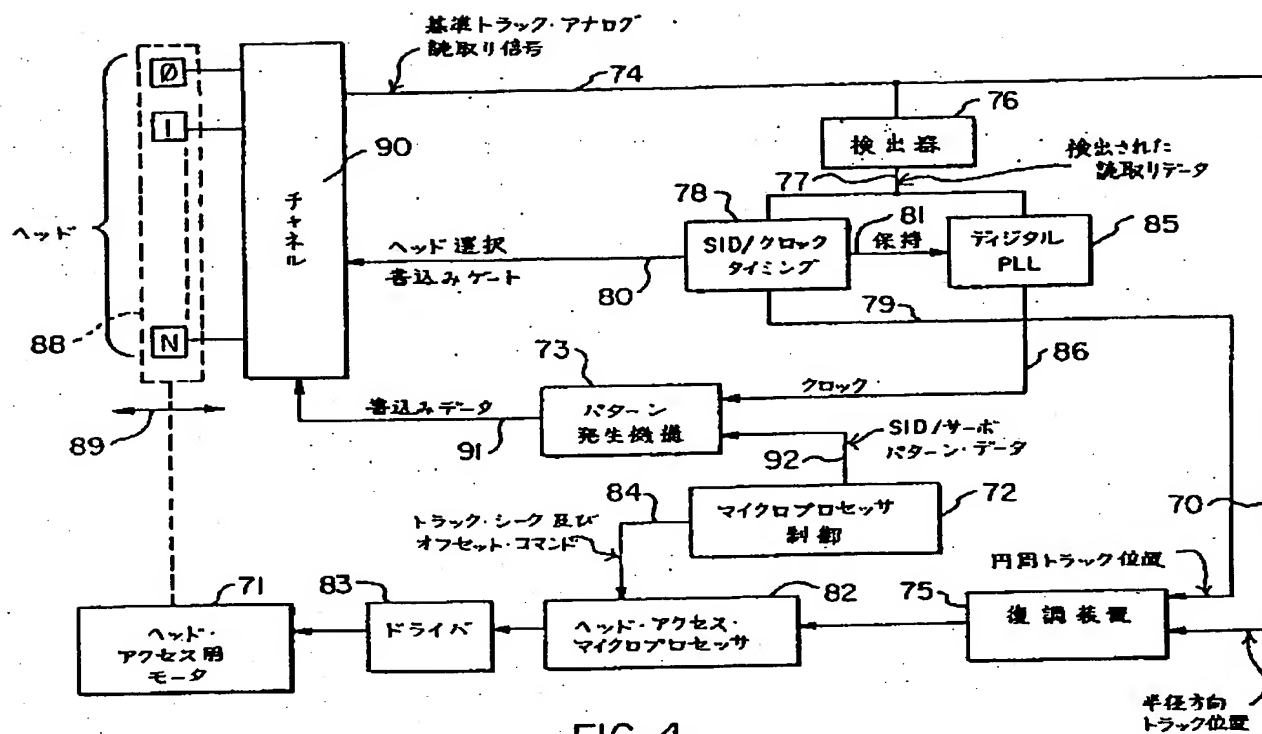 基準トラック・アナログ
読取り信号
74
76
検出器
検出された
読取りデータ
77
Ø
1
N
ヘッド
88
89
90
チャネル
78
SID/クロック
タイミング
81
保持
ディジタル
PLL
85
ヘッド選択
書込みゲート
80
79
86
73
パターン
発生機構
クロック
書込みデータ
91
SID/サーボ
パターン・データ
92
84
マイクロプロセッサ
制御
72
70
トラック・シーク及び
オフセット・コマンド
円周トラック位置
71
ヘッド・
アクセス用
モータ
83
ドライバ
82
ヘッド・アクセス・
マイクロプロセッサ
75
復調装置
半径方向
トラック位置
FIG. 4